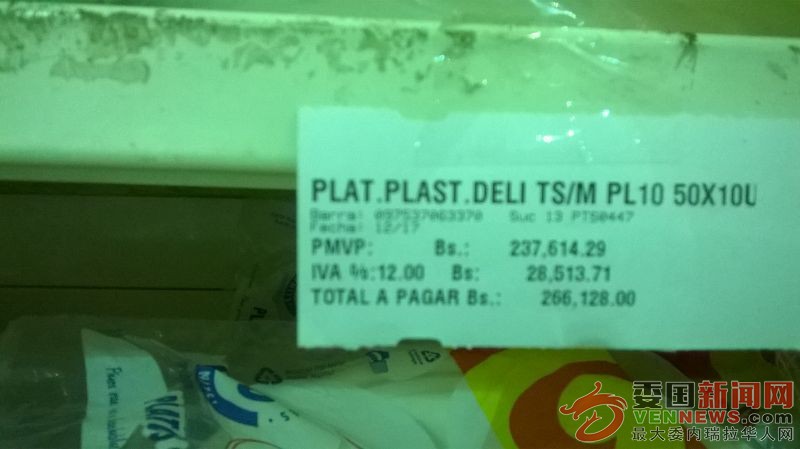 PLAT.PLAST.DELI TS/M PL10 50X10U
Barra: 097537063370 Suc 13 PTS0447
Fecha: 12/17
PMVP: Bs.: 237,614.29
IVA %:12.00 Bs: 28,513.71
TOTAL A PAGAR Bs.: 266,128.00
PL
委国新闻网
VENNEWS.COM
最大委内瑞拉华人网